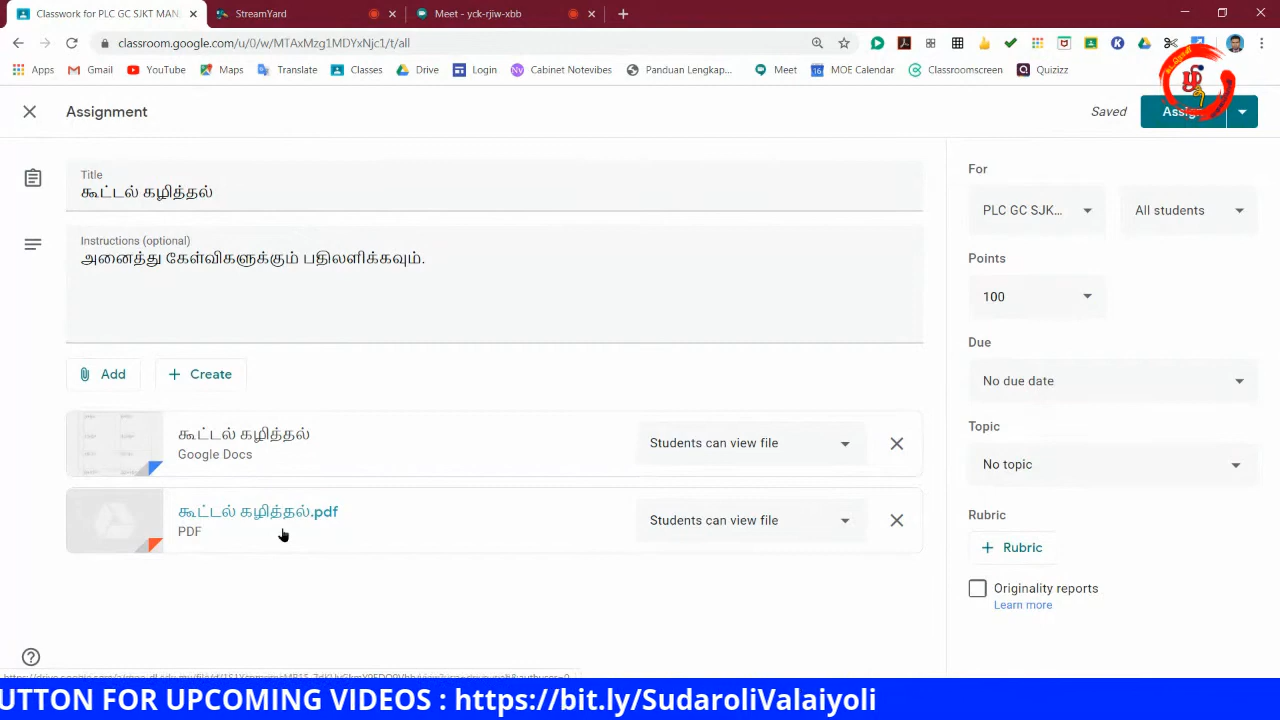 Classwork for PLC GC SJKT MAN
StreamYard
Meet - yck-rjiw-xbb
classroom.google.com/u/0/w/MTAxMzg1MDYxNjc1/t/all
Apps
Gmail
YouTube
Maps
Translate
Classes
Drive
Login
Cabinet Notevibes
Panduan Lengkap...
Meet
MOE Calendar
Classroomscreen
Quizizz
Assignment
Saved
Assign
Title
கூட்டல் கழித்தல்
Instructions (optional)
அனைத்து கேள்விகளுக்கும் பதிலளிக்கவும்.
Add
Create
கூட்டல் கழித்தல்
Google Docs
Students can view file
கூட்டல் கழித்தல்.pdf
PDF
Students can view file
For
PLC GC SJK...
All students
Points
100
Due
No due date
Topic
No topic
Rubric
Rubric
Originality reports
Learn more
UTTON FOR UPCOMING VIDEOS : https://bit.ly/SudaroliValaiyoli